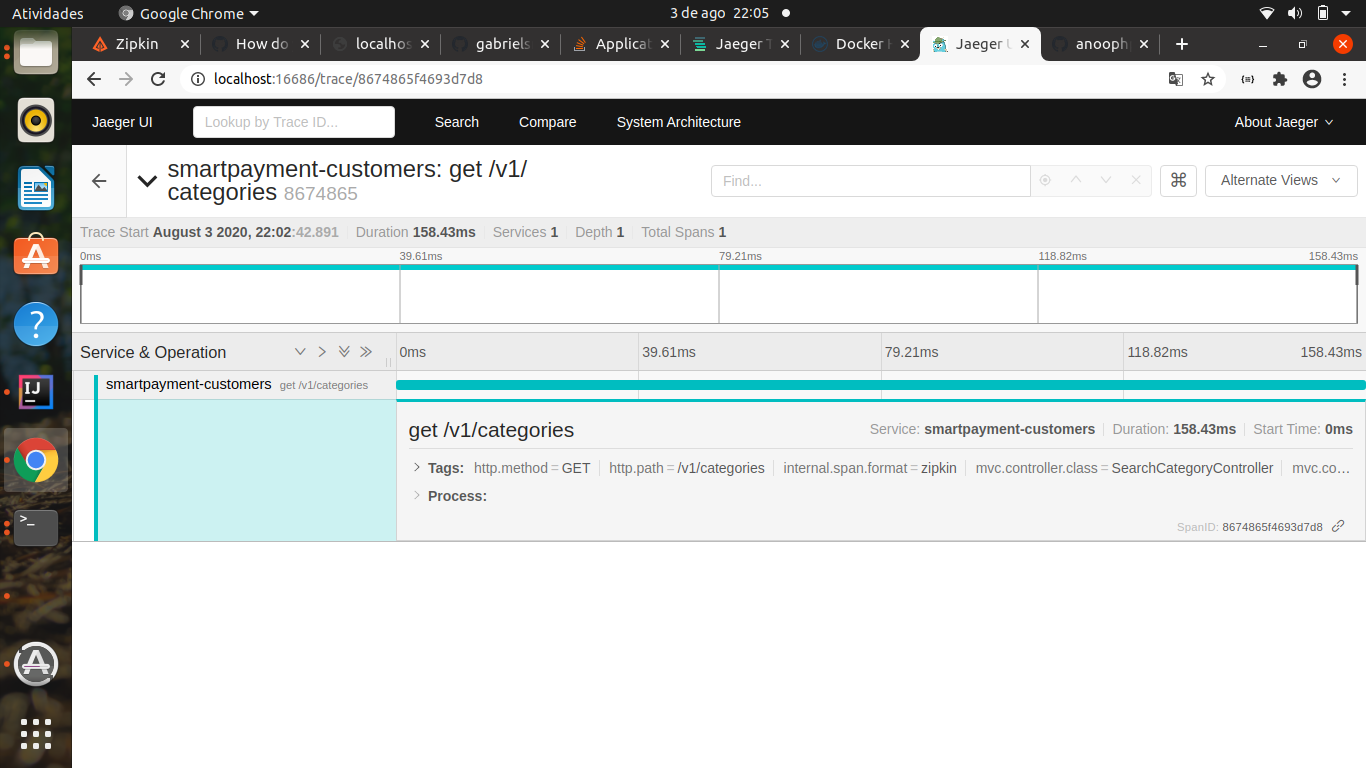 Atividades Google Chrome 3 de ago 22:05
Zipkin How do localhos gabriels Applicat Jaeger T Docker H Jaeger U anooph
localhost:16686/trace/8674865f4693d7d8
Jaeger UI Lookup by Trace ID... Search Compare System Architecture About Jaeger
smartpayment-customers: get /v1/
categories 8674865
Find... ⌘ Alternate Views
Trace Start August 3 2020, 22:02:42.891 Duration 158.43ms Services 1 Depth 1 Total Spans 1
0ms 39.61ms 79.21ms 118.82ms 158.43ms
Service & Operation 0ms 39.61ms 79.21ms 118.82ms 158.43ms
smartpayment-customers get /v1/categories
get /v1/categories Service: smartpayment-customers Duration: 158.43ms Start Time: 0ms
Tags: http.method = GET http.path = /v1/categories internal.span.format = zipkin mvc.controller.class = SearchCategoryController mvc.co…
Process:
SpanID: 8674865f4693d7d8
IJ